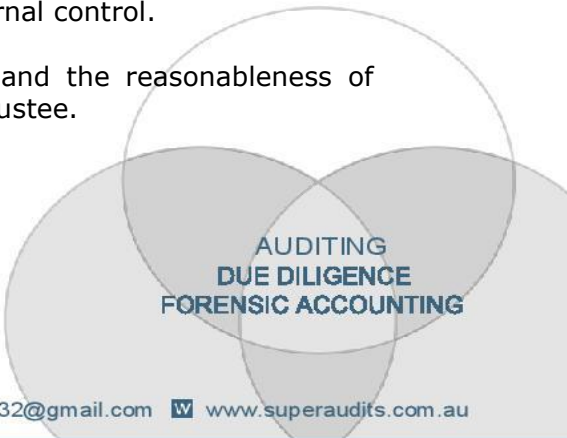 rnal control.
and the reasonableness of
ustee.
AUDITING
DUE DILIGENCE
FORENSIC ACCOUNTING
32@gmail.com W www.superaudits.com.au